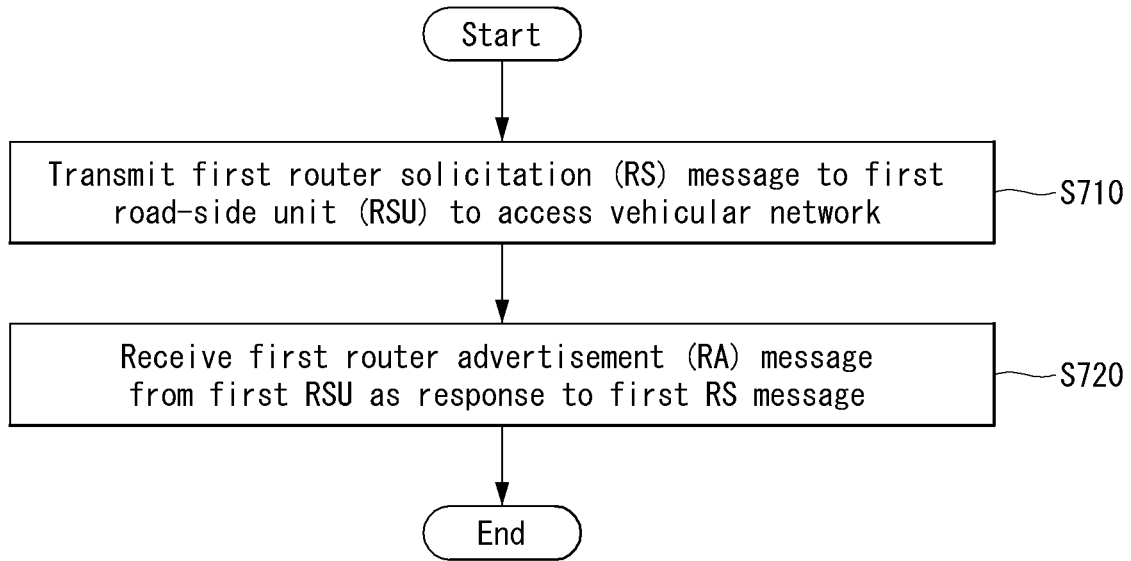 Start
Transmit first router solicitation (RS) message to first
road-side unit (RSU) to access vehicular network
S710
Receive first router advertisement (RA) message
from first RSU as response to first RS message
S720
End